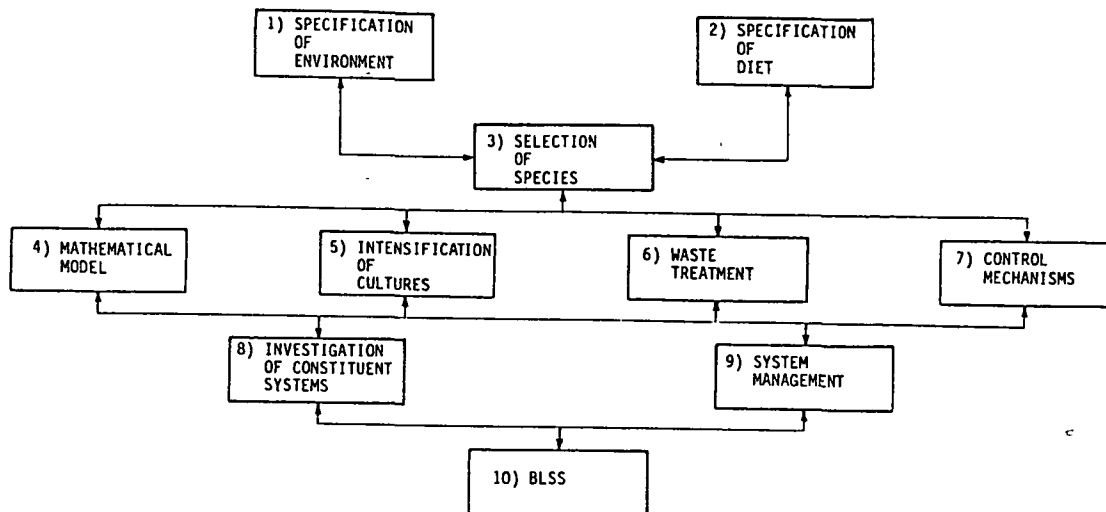 1) SPECIFICATION
OF
ENVIRONMENT
2) SPECIFICATION
OF
DIET
3) SELECTION
OF
SPECIES
4) MATHEMATICAL
MODEL
5) INTENSIFICATION
OF
CULTURES
6) WASTE
TREATMENT
7) CONTROL
MECHANISMS
8) INVESTIGATION
OF CONSTITUENT
SYSTEMS
9) SYSTEM
MANAGEMENT
10) BLSS